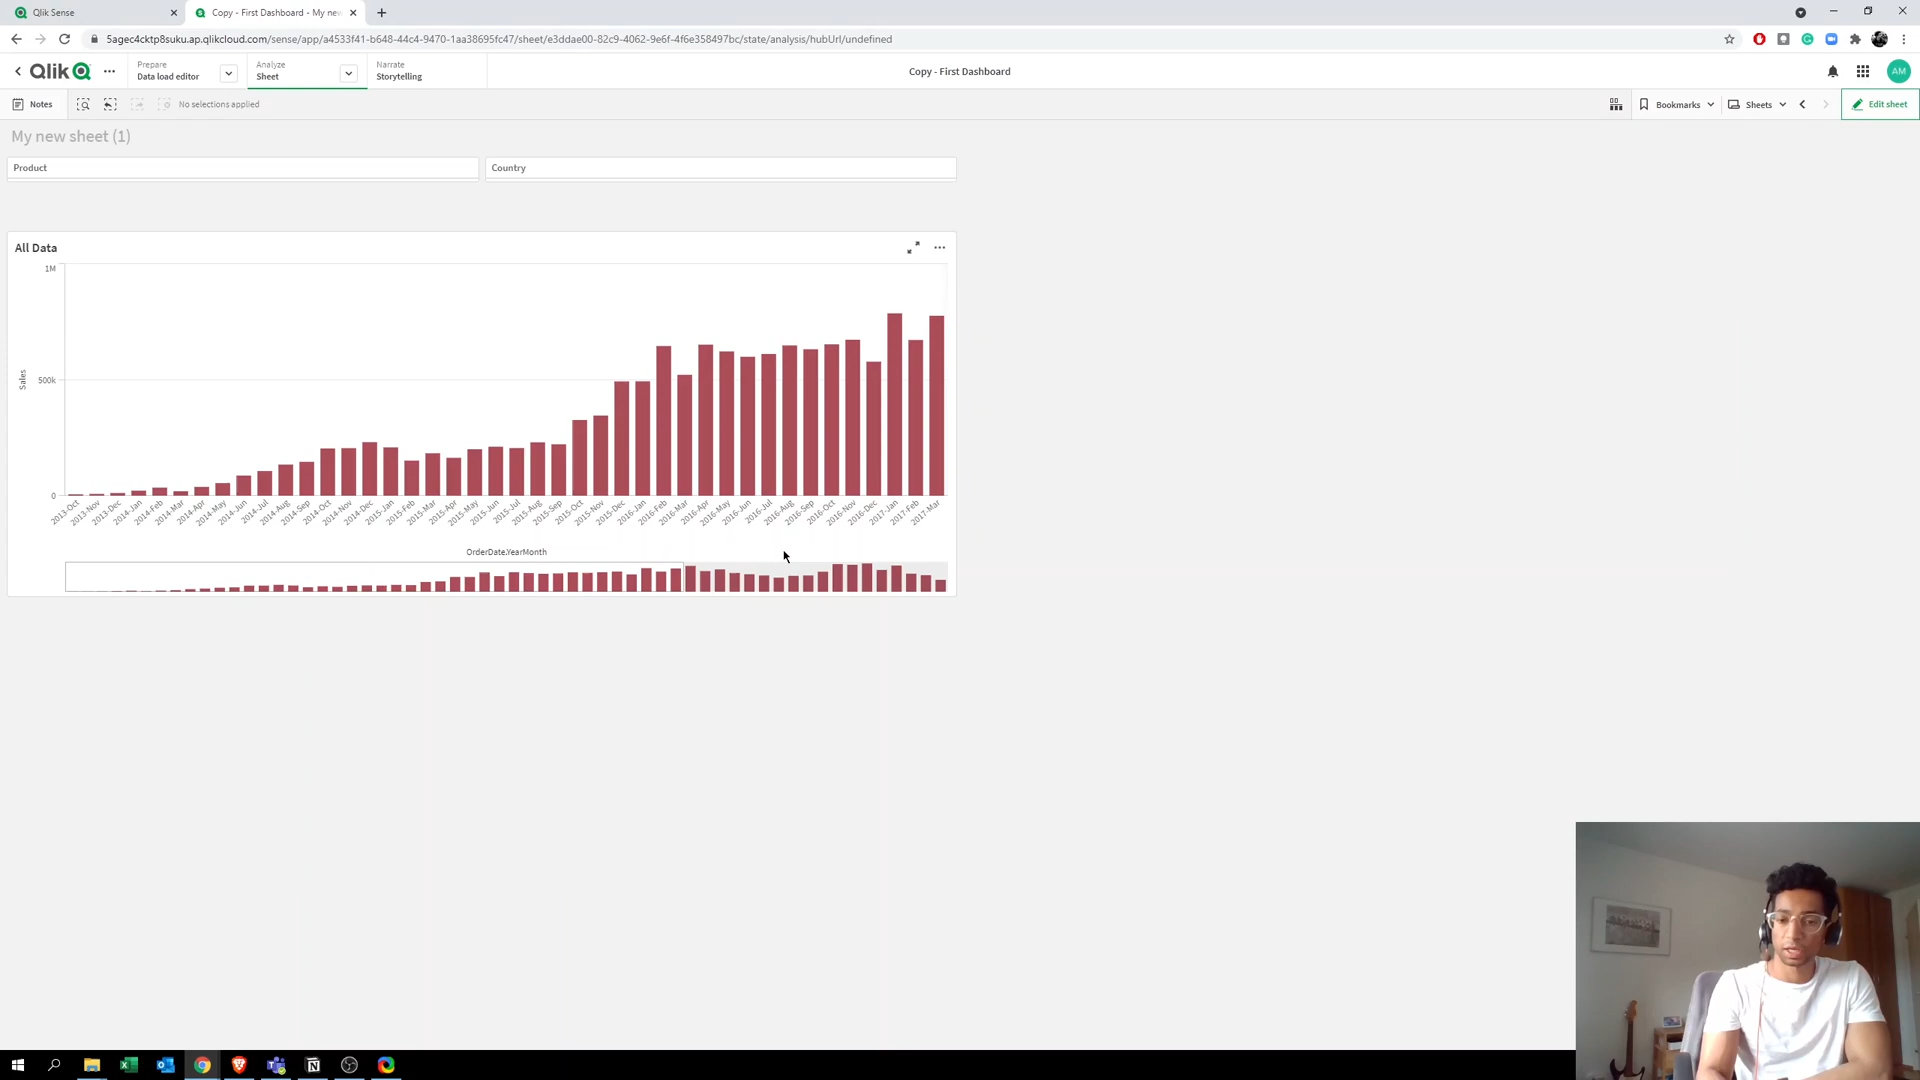 Qlik Sense
Copy - First Dashboard - My new
5agec4cktp8suku.ap.qlikcloud.com/sense/app/a4533f41-b648-44c4-9470-1aa38695fc47/sheet/e3ddae00-82c9-4062-9e6f-4f6e358497bc/state/analysis/hubUrl/undefined
Qlik
Prepare
Data load editor
Analyze
Sheet
Narrate
Storytelling
Copy - First Dashboard
AM
Notes
No selections applied
Bookmarks
Sheets
Edit sheet
My new sheet (1)
Product
Country
All Data
1M
500k
0
Sales
2013-Oct
2013-Nov
2013-Dec
2014-Jan
2014-Feb
2014-Mar
2014-Apr
2014-May
2014-Jun
2014-Jul
2014-Aug
2014-Sep
2014-Oct
2014-Nov
2014-Dec
2015-Jan
2015-Feb
2015-Mar
2015-Apr
2015-May
2015-Jun
2015-Jul
2015-Aug
2015-Sep
2015-Oct
2015-Nov
2015-Dec
2016-Jan
2016-Feb
2016-Mar
2016-Apr
2016-May
2016-Jun
2016-Jul
2016-Aug
2016-Sep
2016-Oct
2016-Nov
2016-Dec
2017-Jan
2017-Feb
2017-Mar
OrderDate.YearMonth